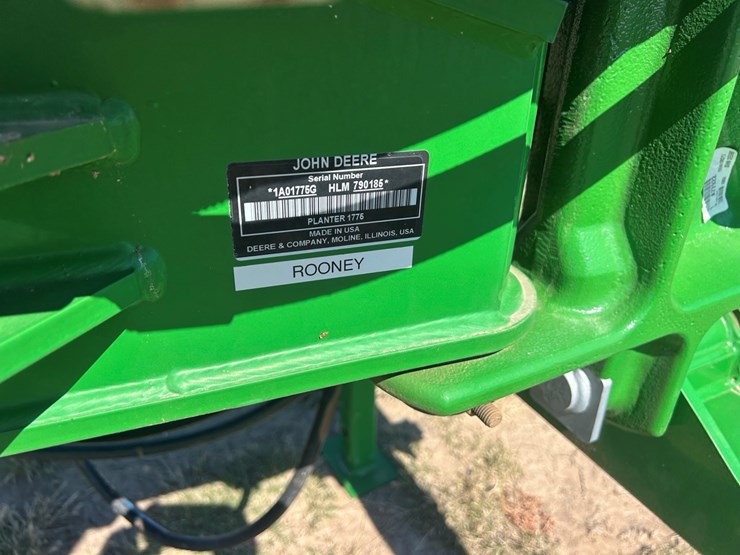 JOHN DEERE
Serial Number
*1A01775G HLM 790185*
PLANTER 1775
MADE IN USA
DEERE & COMPANY, MOLINE, ILLINOIS, USA
ROONEY